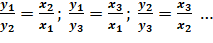 y₁/y₂ = x₂/x₁ ; y₁/y₃ = x₃/x₁ ; y₂/y₃ = x₃/x₂ ...